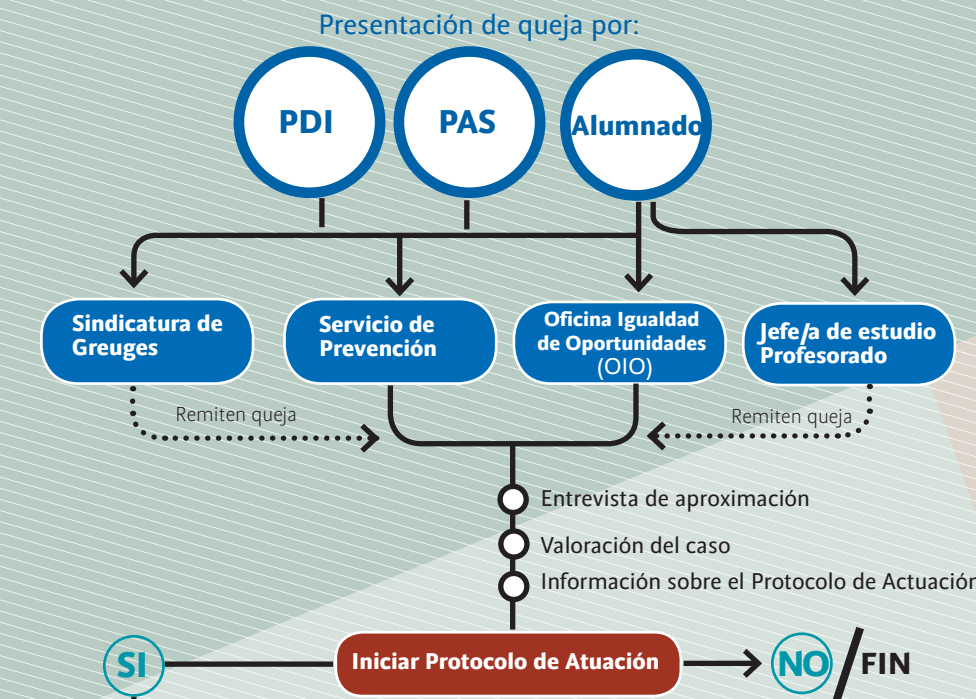 Presentación de queja por:
PDI
PAS
Alumnado
Sindicatura de
Greuges
Servicio de
Prevención
Oficina Igualdad
de Oportunidades
(OIO)
Jefe/a de estudio
Profesorado
Remiten queja
Remiten queja
Entrevista de aproximación
Valoración del caso
Información sobre el Protocolo de Actuación
SI
Iniciar Protocolo de Atuación
NO
/FIN